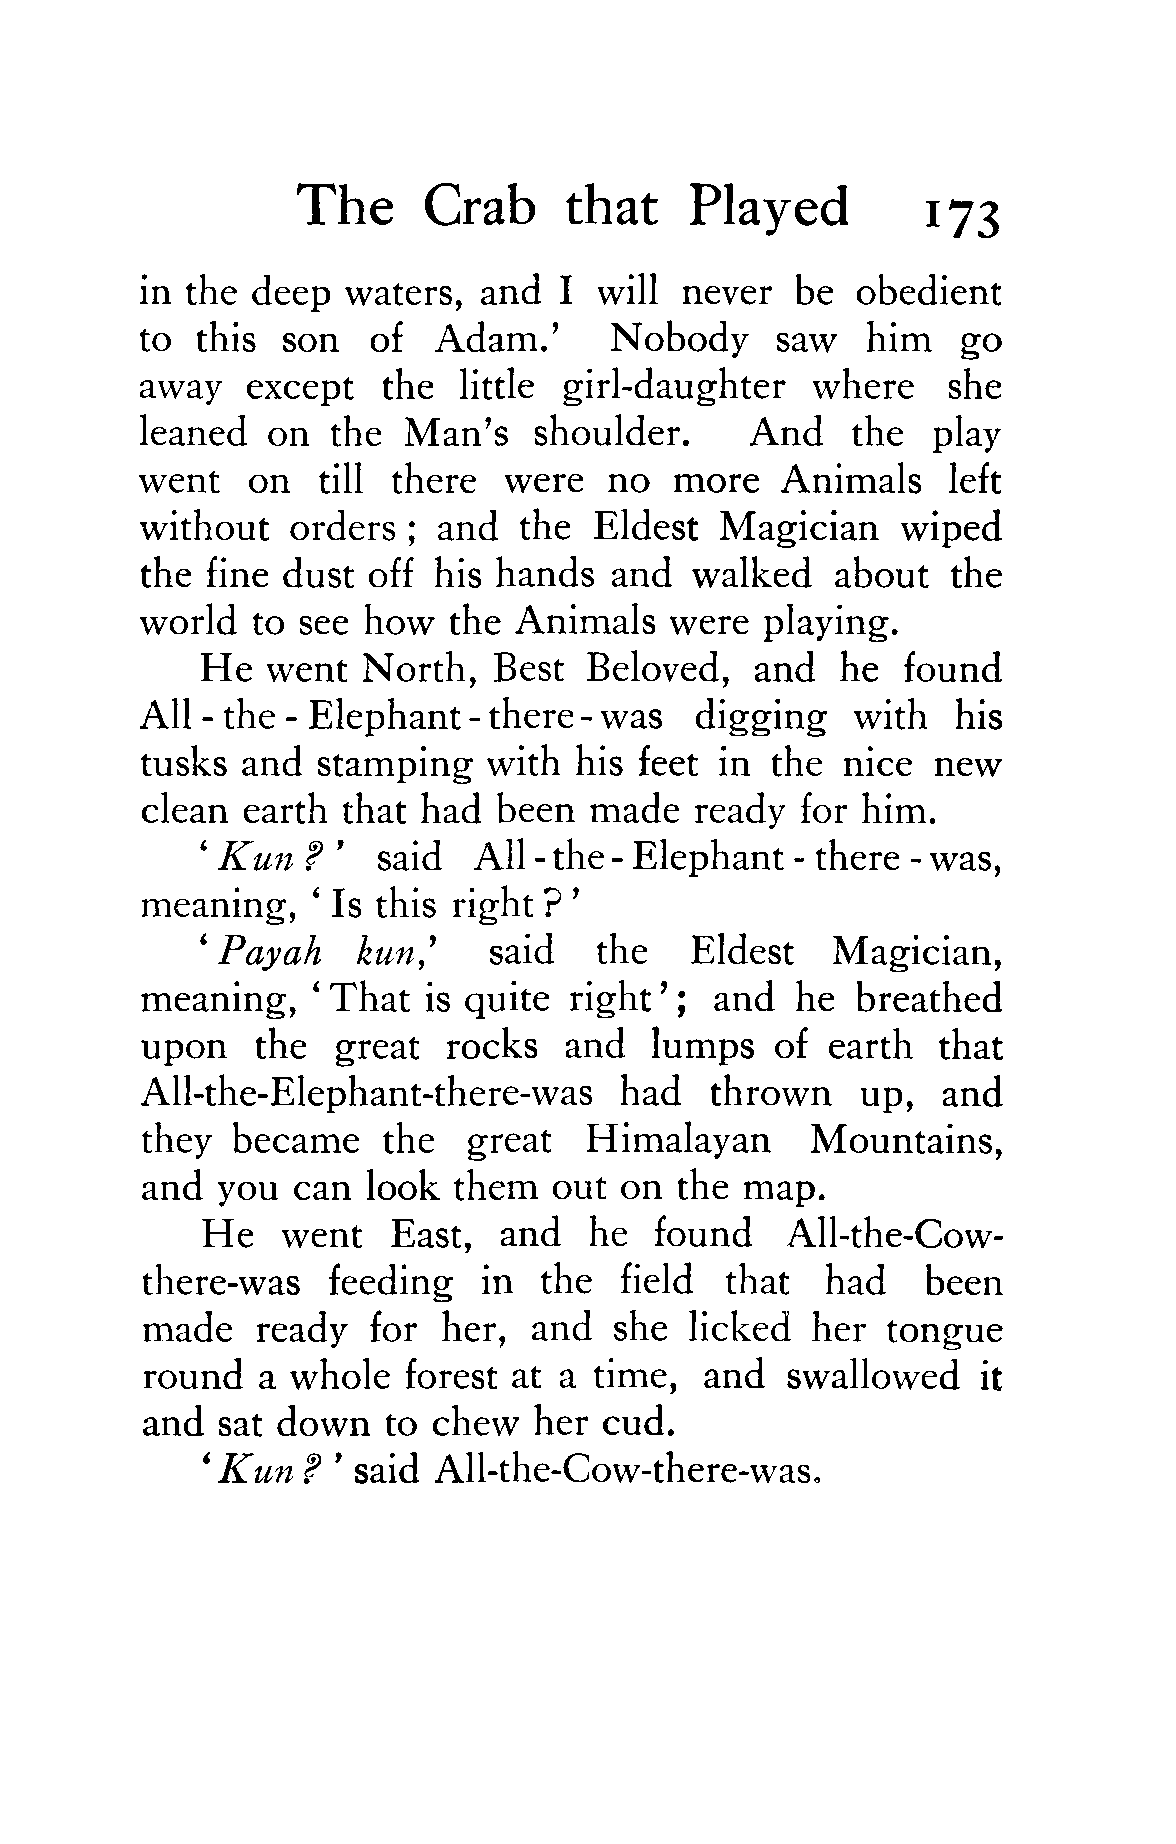 The Crab that Played 173
in the deep waters, and I will never be obedient
to this son of Adam.' Nobody saw him go
away except the little girl-daughter where she
leaned on the Man's shoulder. And the play
went on till there were no more Animals left
without orders ; and the Eldest Magician wiped
the fine dust off his hands and walked about the
world to see how the Animals were playing.
He went North, Best Beloved, and he found
All - the - Elephant - there - was digging with his
tusks and stamping with his feet in the nice new
clean earth that had been made ready for him.
‘ Kun ? ’ said All - the - Elephant - there - was,
meaning, ‘ Is this right ? ’
‘ Payah kun,’ said the Eldest Magician,
meaning, ‘ That is quite right ’ ; and he breathed
upon the great rocks and lumps of earth that
All-the-Elephant-there-was had thrown up, and
they became the great Himalayan Mountains,
and you can look them out on the map.
He went East, and he found All-the-Cow-
there-was feeding in the field that had been
made ready for her, and she licked her tongue
round a whole forest at a time, and swallowed it
and sat down to chew her cud.
‘ Kun ? ’ said All-the-Cow-there-was.